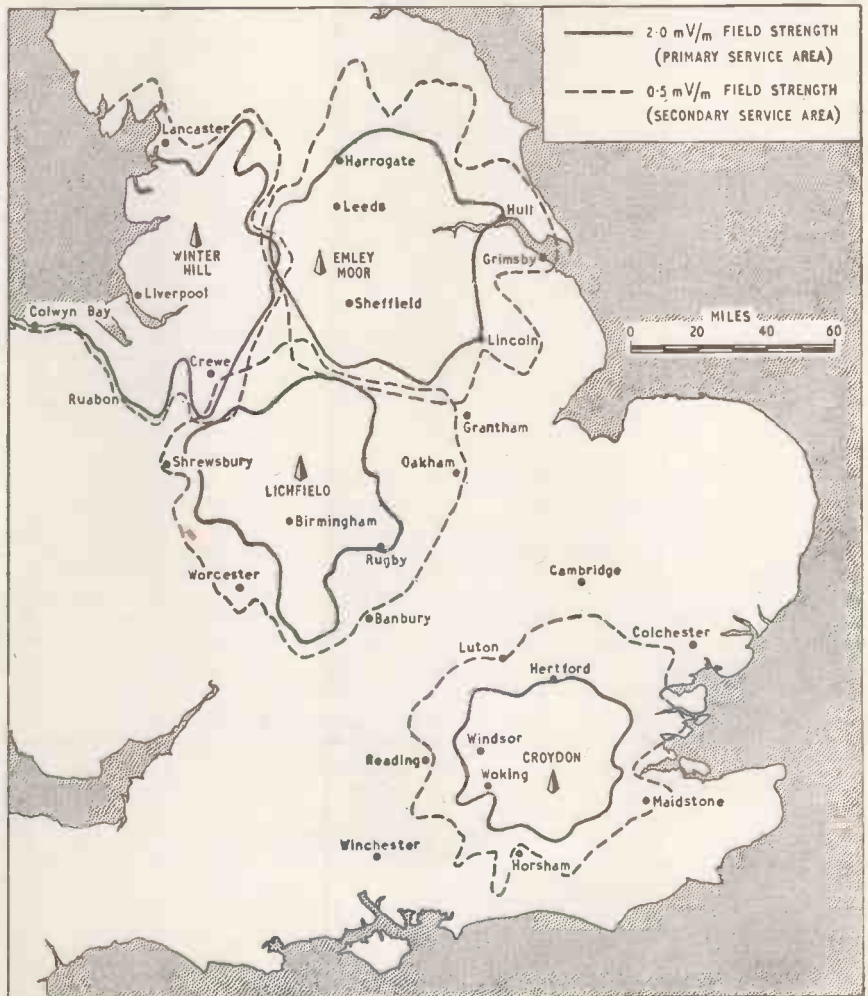 2·0 mV/m FIELD STRENGTH
(PRIMARY SERVICE AREA)
0·5 mV/m FIELD STRENGTH
(SECONDARY SERVICE AREA)
Lancaster
Harrogate
Leeds
Hull
WINTER
HILL
EMLEY
MOOR
Grimsby
Liverpool
Sheffield
Colwyn Bay
MILES
0 20 40 60
Lincoln
Crewe
Ruabon
Grantham
Shrewsbury
Oakham
LICHFIELD
Birmingham
Rugby
Worcester
Cambridge
Banbury
Colchester
Luton
Hertford
Windsor
CROYDON
Reading
Woking
Maidstone
Winchester
Horsham